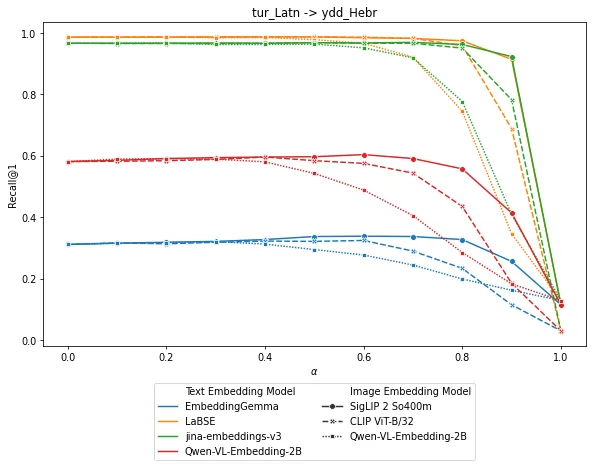 tur_Latn -> ydd_Hebr
Recall@1
1.0
0.8
0.6
0.4
0.2
0.0
0.0 0.2 0.4 0.6 0.8 1.0
α
Text Embedding Model Image Embedding Model
EmbeddingGemma SigLIP 2 So400m
LaBSE CLIP ViT-B/32
jina-embeddings-v3 Qwen-VL-Embedding-2B
Qwen-VL-Embedding-2B